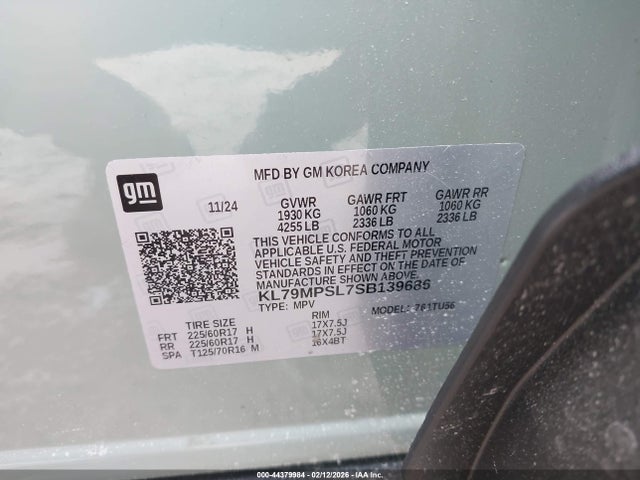 gm
MFD BY GM KOREA COMPANY
11/24
GVWR GAWR FRT GAWR RR
1930 KG 1060 KG 1060 KG
4255 LB 2336 LB 2336 LB
THIS VEHICLE CONFORMS TO ALL
APPLICABLE U.S. FEDERAL MOTOR
VEHICLE SAFETY AND THEFT PREVENTION
STANDARDS IN EFFECT ON THE DATE OF
MANUFACTURE SHOWN ABOVE.
KL79MPSL7SB139686
TYPE: MPV MODEL: 761TU56
TIRE SIZE RIM
FRT 225/60R17 H 17X7.5J
RR 225/60R17 H 17X7.5J
SPA T125/70R16 M 16X4BT
000-44379984 - 02/12/2026 - IAA Inc.